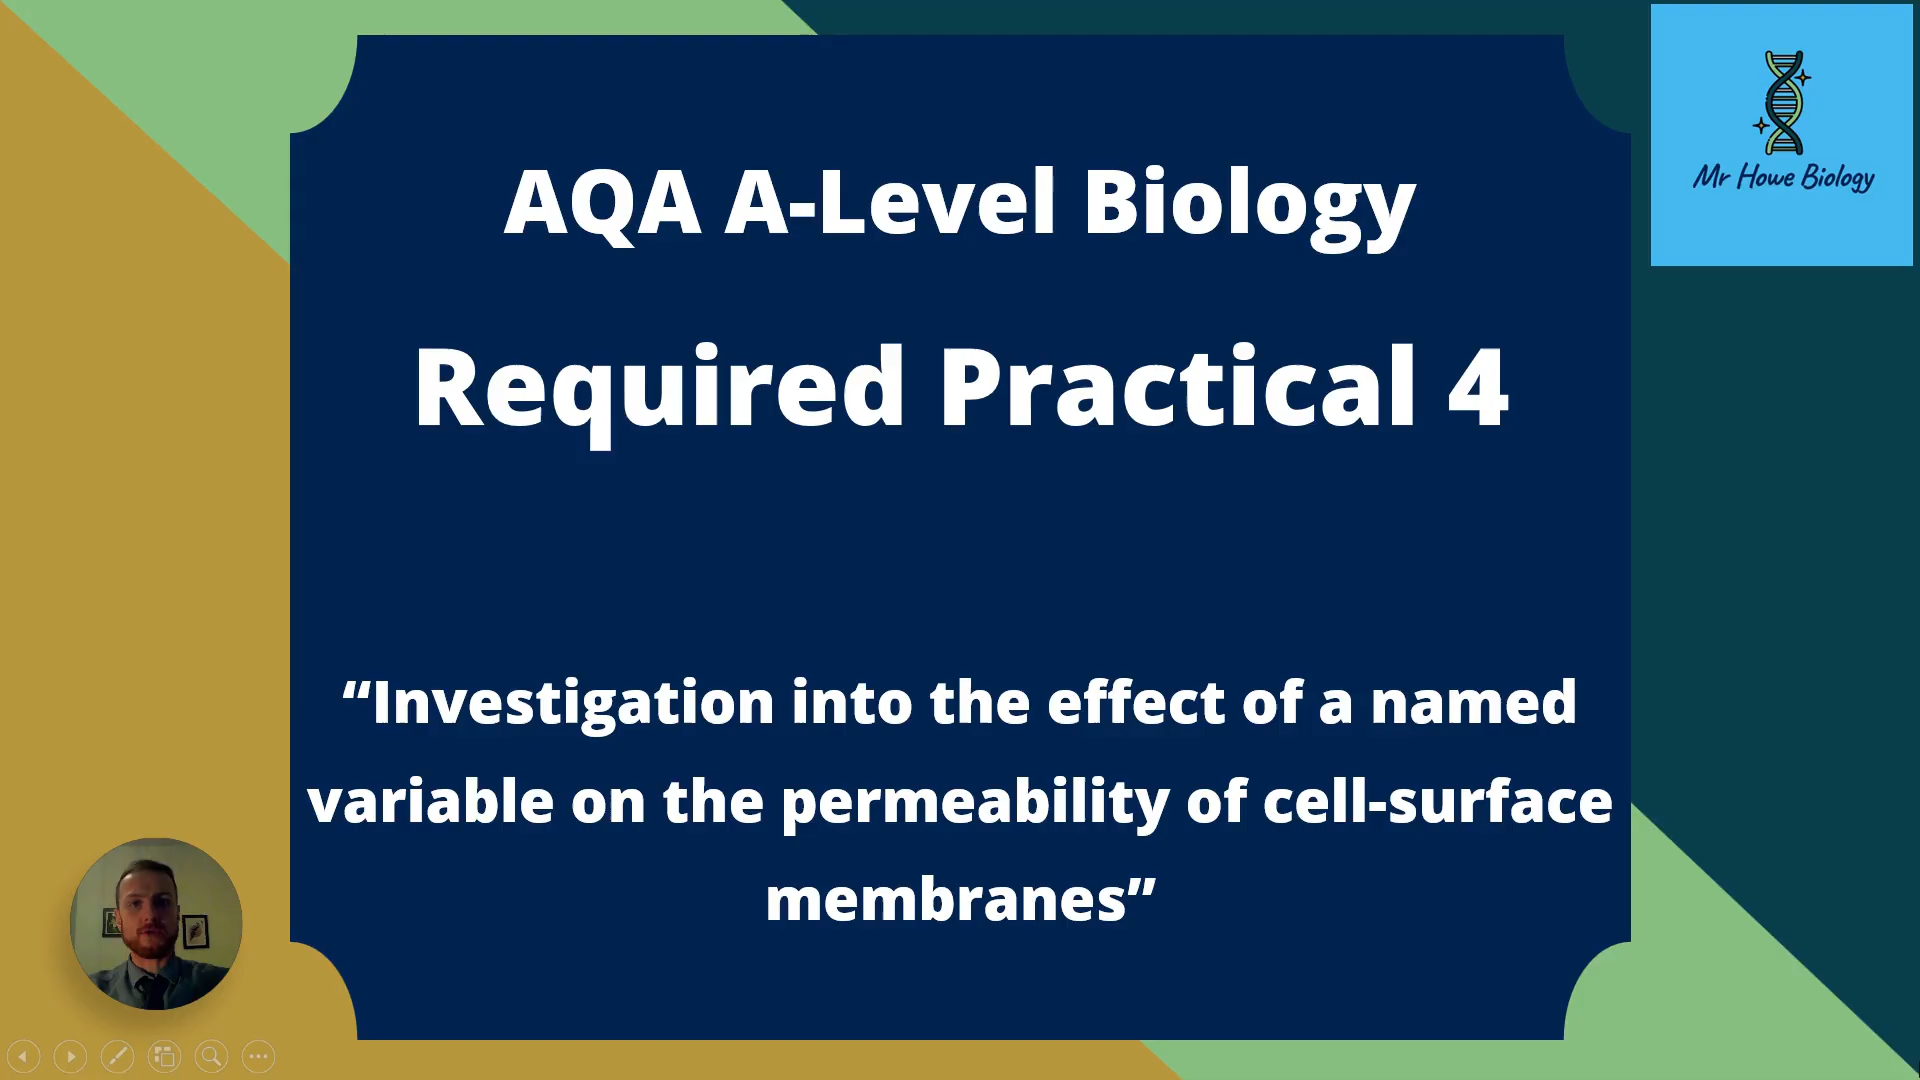 AQA A-Level Biology
Required Practical 4
“Investigation into the effect of a named
variable on the permeability of cell-surface
membranes”
Mr Howe Biology